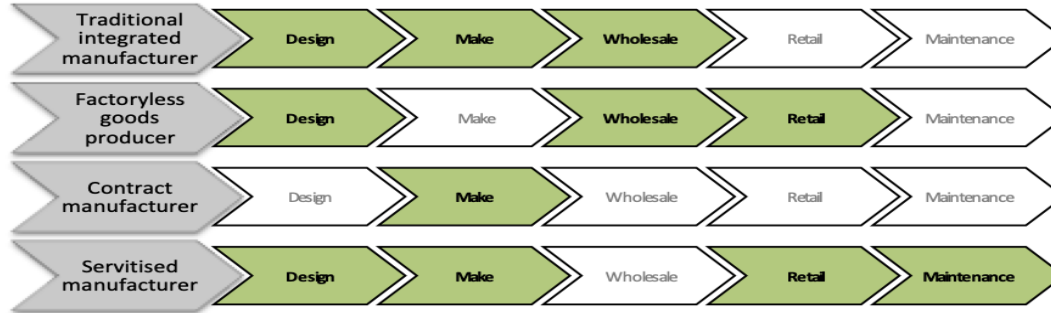 Traditional
integrated
manufacturer
Design
Make
Wholesale
Retail
Maintenance
Factoryless
goods
producer
Design
Make
Wholesale
Retail
Maintenance
Contract
manufacturer
Design
Make
Wholesale
Retail
Maintenance
Servitised
manufacturer
Design
Make
Wholesale
Retail
Maintenance